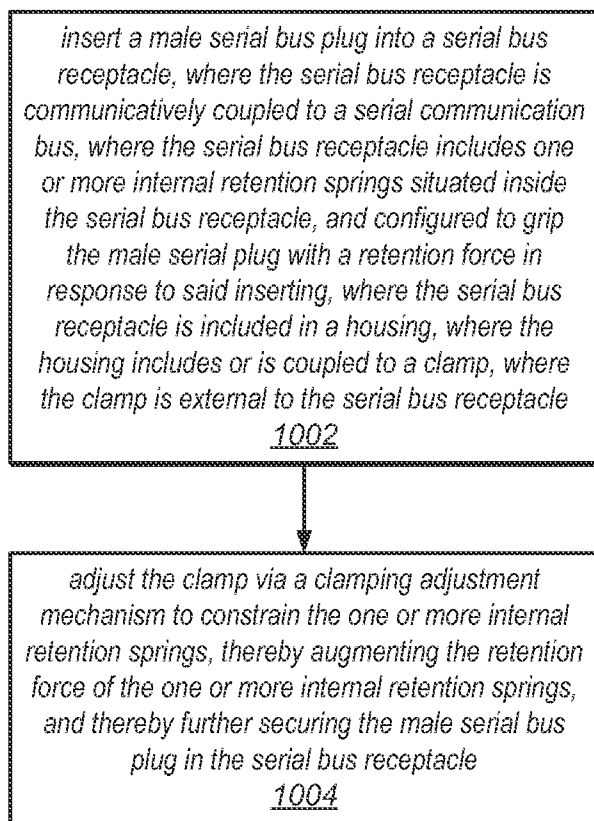 insert a male serial bus plug into a serial bus
receptacle, where the serial bus receptacle is
communicatively coupled to a serial communication
bus, where the serial bus receptacle includes one
or more internal retention springs situated inside
the serial bus receptacle, and configured to grip
the male serial plug with a retention force in
response to said inserting, where the serial bus
receptacle is included in a housing, where the
housing includes or is coupled to a clamp, where
the clamp is external to the serial bus receptacle
1002
adjust the clamp via a clamping adjustment
mechanism to constrain the one or more internal
retention springs, thereby augmenting the retention
force of the one or more internal retention springs,
and thereby further securing the male serial bus
plug in the serial bus receptacle
1004